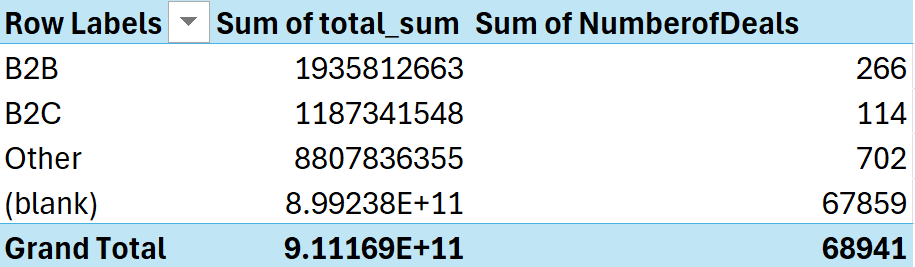 Row Labels Sum of total_sum Sum of NumberofDeals
B2B 1935812663 266
B2C 1187341548 114
Other 8807836355 702
(blank) 8.99238E+11 67859
Grand Total 9.11169E+11 68941